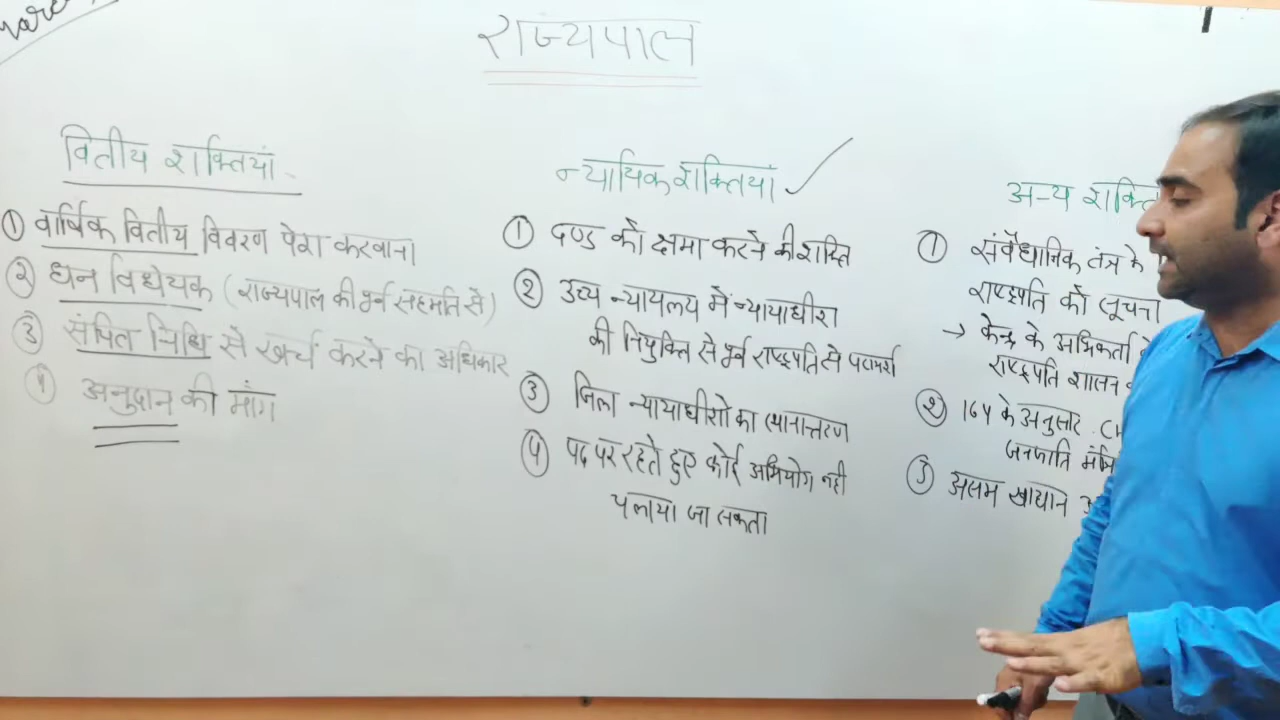 राज्यपाल
वितीय शक्तियां
① वार्षिक वितीय विवरण पेश करवाना
② धन विधेयक (राज्यपाल की पूर्व सहमति से)
③ संचित निधि से खर्च करने का अधिकार
④ अनुदान की मांग
न्यायिक शक्तियां ✓
① दण्ड को क्षमा करने की शक्ति
② उच्च न्यायलय में न्यायाधीश
की नियुक्ति से पूर्व राष्ट्रपति से परामर्श
③ जिला न्यायाधीशों का स्थानान्तरण
④ पद पर रहते हुए कोई अभियोग नही
चलाया जा सकता
अन्य शक्ति
① संवैधानिक तंत्र के
राष्ट्रपति को सूचना
→ केन्द्र के अभिकर्ता
राष्ट्रपति शासन
② 164 के अनुसार
जनजाति मंत्रि
③ असम खाद्यान